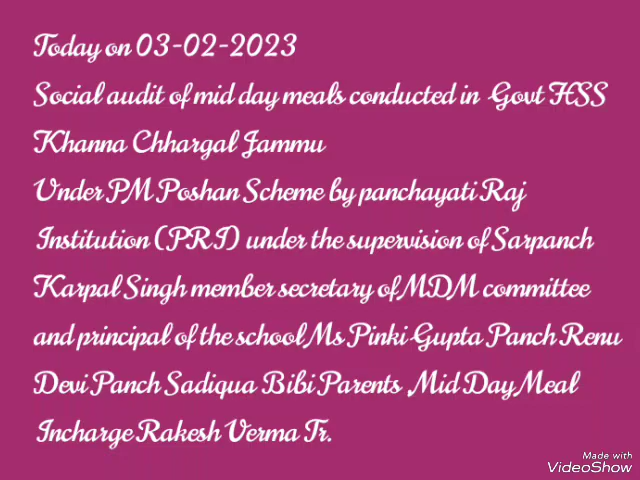 Today on 03-02-2023
Social audit of mid day meals conducted in Govt HSS
Khanna Chhargal Jammu
Under PM Poshan Scheme by panchayati Raj
Institution (PRI) under the supervision of Sarpanch
Karpal Singh member secretary of MDM committee
and principal of the school Ms Pinki Gupta Panch Renu
Devi Panch Sadiqua Bibi Parents ,Mid Day Meal
Incharge Rakesh Verma Tr.
Made with
VideoShow